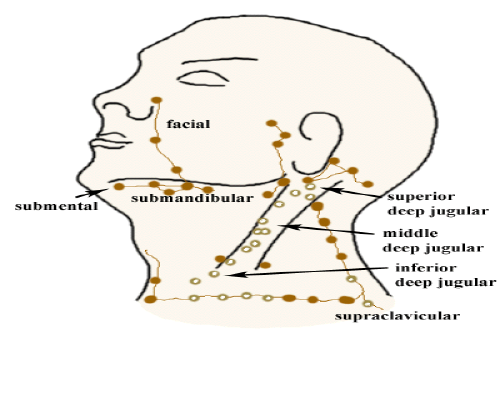 facial
submental
submandibular
superior
deep jugular
middle
deep jugular
inferior
deep jugular
supraclavicular